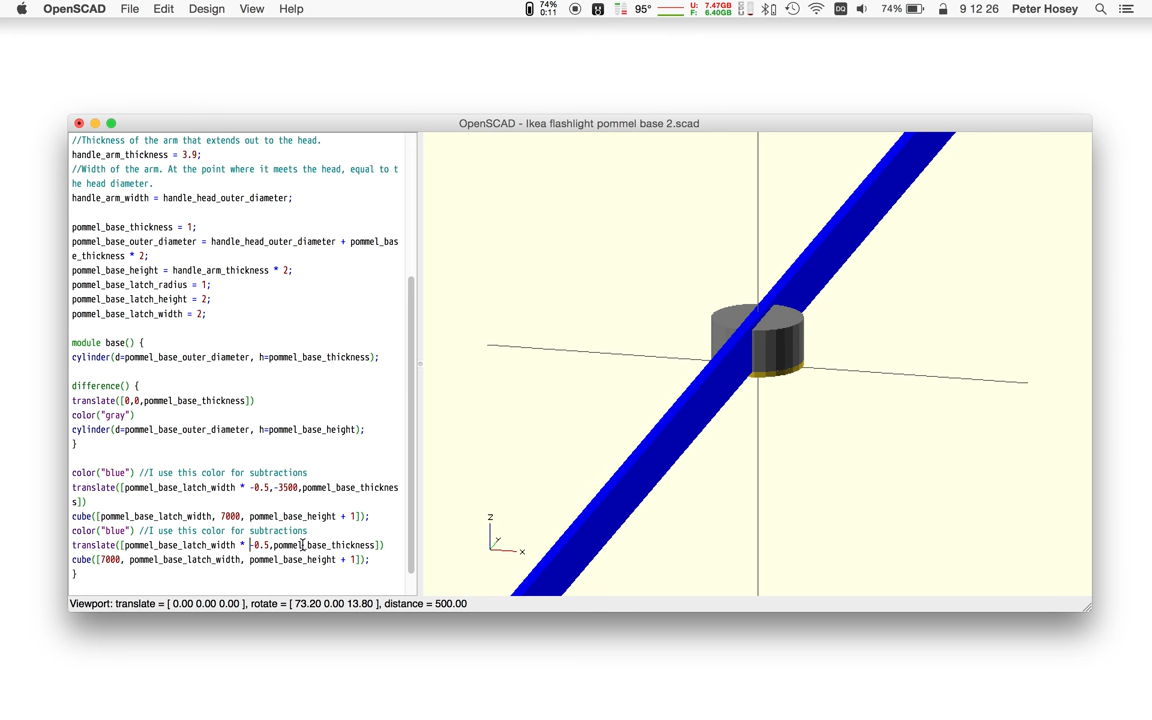 OpenSCAD File Edit Design View Help 74% 0:11 95° U: 7.47GB F: 6.40GB DQ 74% 9 12 26 Peter Hosey
OpenSCAD - Ikea flashlight pommel base 2.scad
//Thickness of the arm that extends out to the head.
handle_arm_thickness = 3.9;
//Width of the arm. At the point where it meets the head, equal to t
he head diameter.
handle_arm_width = handle_head_outer_diameter;
pommel_base_thickness = 1;
pommel_base_outer_diameter = handle_head_outer_diameter + pommel_bas
e_thickness * 2;
pommel_base_height = handle_arm_thickness * 2;
pommel_base_latch_radius = 1;
pommel_base_latch_height = 2;
pommel_base_latch_width = 2;
module base() {
cylinder(d=pommel_base_outer_diameter, h=pommel_base_thickness);
difference() {
translate([0,0,pommel_base_thickness])
color("gray")
cylinder(d=pommel_base_outer_diameter, h=pommel_base_height);
}
color("blue") //I use this color for subtractions
translate([pommel_base_latch_width * -0.5,-3500,pommel_base_thicknes
s])
cube([pommel_base_latch_width, 7000, pommel_base_height + 1]);
color("blue") //I use this color for subtractions
translate([pommel_base_latch_width * -0.5,pommel_base_thickness])
cube([7000, pommel_base_latch_width, pommel_base_height + 1]);
}
Z
Y
X
Viewport: translate = [ 0.00 0.00 0.00 ], rotate = [ 73.20 0.00 13.80 ], distance = 500.00